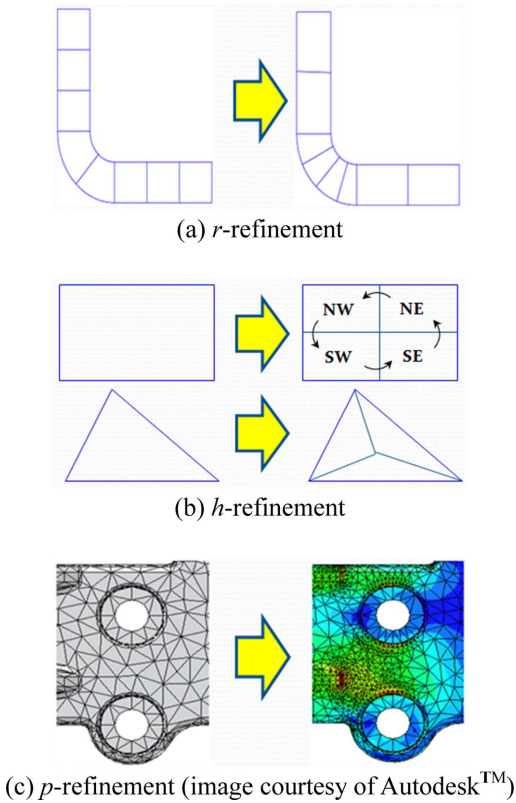 (a) r-refinement
NW NE
SW SE
(b) h-refinement
(c) p-refinement (image courtesy of Autodesk™)